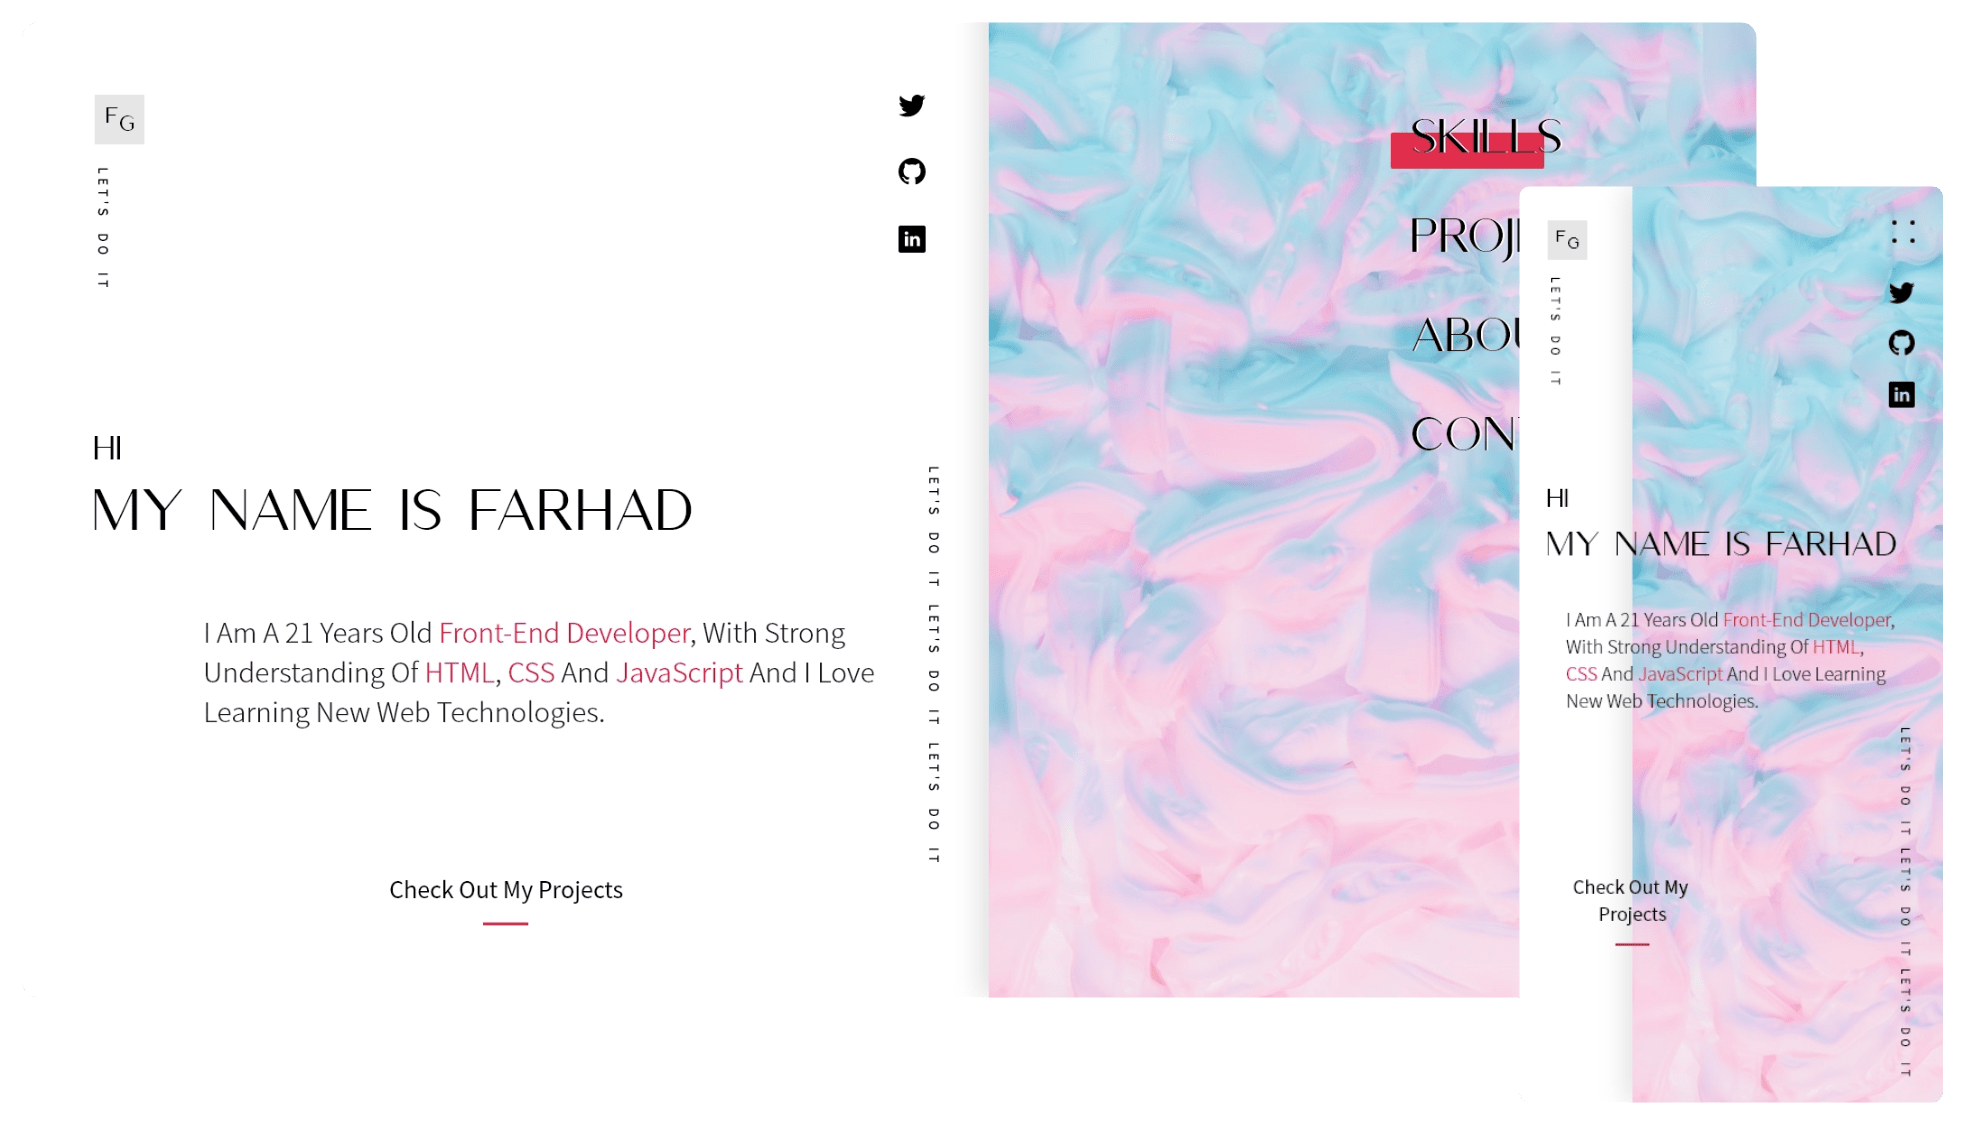 FG
LET'S DO IT
HI
MY NAME IS FARHAD
I Am A 21 Years Old Front-End Developer, With Strong
Understanding Of HTML, CSS And JavaScript And I Love
Learning New Web Technologies.
Check Out My Projects
in
LET'S DO IT LET'S DO IT LET'S DO IT
SKILLS
PROJ
ABOU
CON
FG
LET'S DO IT
in
HI
MY NAME IS FARHAD
I Am A 21 Years Old Front-End Developer,
With Strong Understanding Of HTML,
CSS And JavaScript And I Love Learning
New Web Technologies.
Check Out My
Projects
LET'S DO IT LET'S DO IT LET'S DO IT